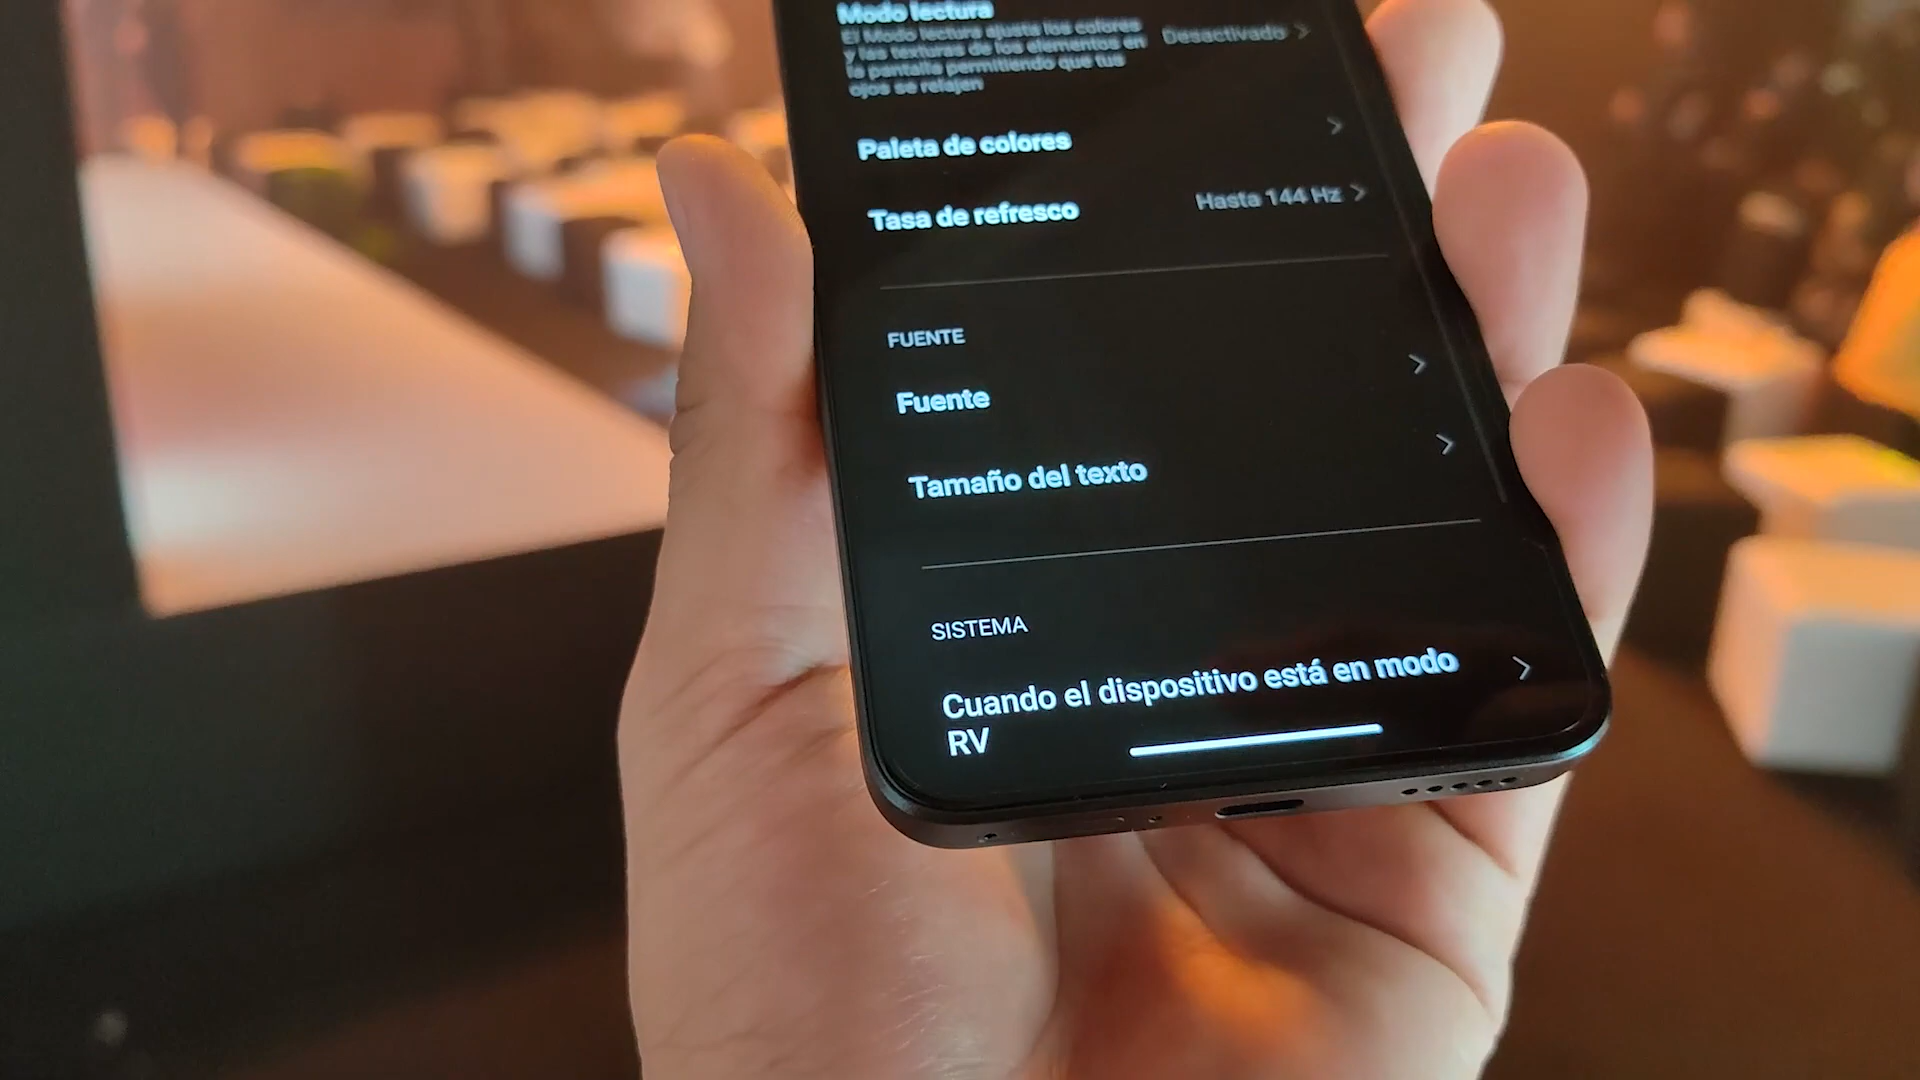 Modo lectura
El Modo lectura ajusta los colores
y las texturas de los elementos en
la pantalla permitiendo que tus
ojos se relajen
Desactivado
Paleta de colores
Tasa de refresco
Hasta 144 Hz
FUENTE
Fuente
Tamaño del texto
SISTEMA
Cuando el dispositivo está en modo
RV